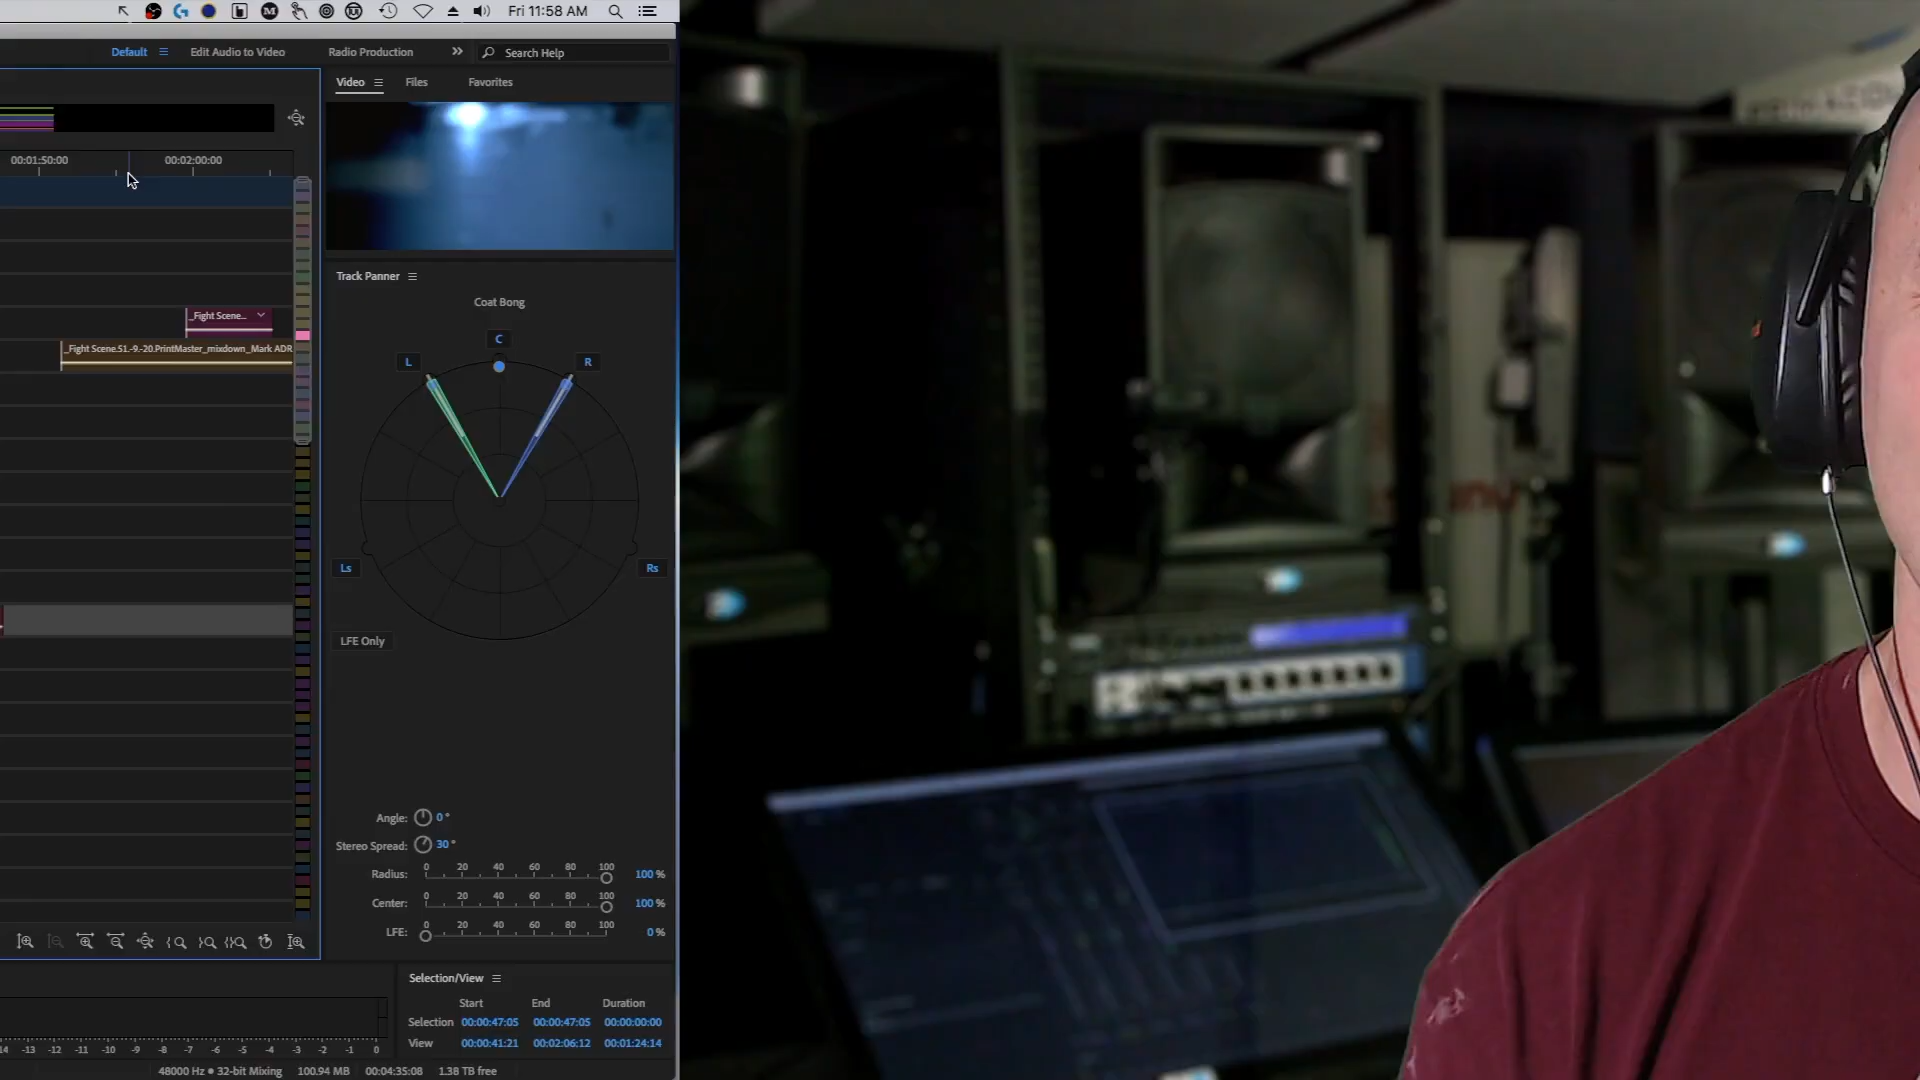 Fri 11:58 AM
Default
Edit Audio to Video
Radio Production
Search Help
Video
Files
Favorites
00:01:50:00
00:02:00:00
Track Panner
Coat Bong
C
L
R
_Fight Scene...
_Fight Scene.51.-9.-20.PrintMaster_mixdown_Mark ADR
Ls
Rs
LFE Only
Angle: 0 °
Stereo Spread: 30 °
0 20 40 60 80 100
Radius: 100 %
0 20 40 60 80 100
Center: 100 %
0 20 40 60 80 100
LFE: 0 %
Selection/View
Start End Duration
Selection 00:00:47:05 00:00:47:05 00:00:00:00
View 00:00:41:21 00:02:06:12 00:01:24:14
-13 -12 -11 -10 -9 -8 -7 -6 -5 -4 -3 -2 -1 0
48000 Hz • 32-bit Mixing 100.94 MB 00:04:35:08 1.38 TB free